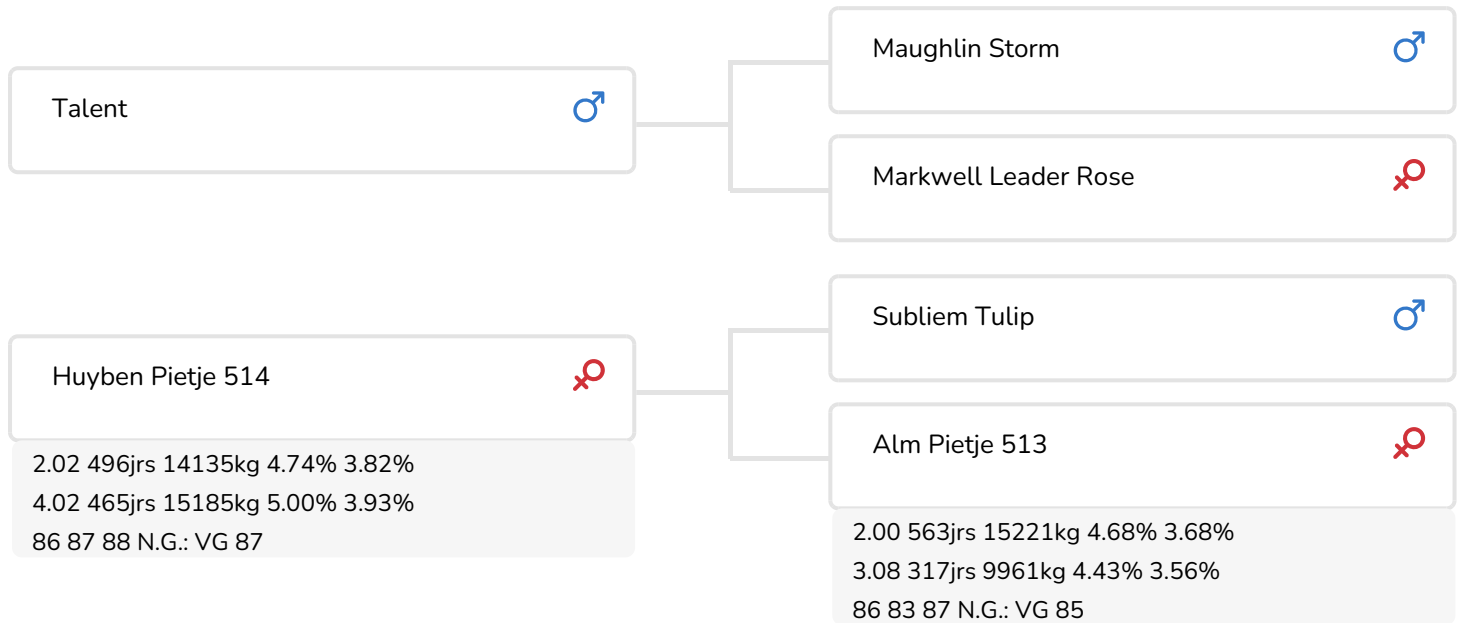 Talent
Maughlin Storm
Markwell Leader Rose
Huyben Pietje 514
2.02 496jrs 14135kg 4.74% 3.82%
4.02 465jrs 15185kg 5.00% 3.93%
86 87 88 N.G.: VG 87
Subliem Tulip
Alm Pietje 513
2.00 563jrs 15221kg 4.68% 3.68%
3.08 317jrs 9961kg 4.43% 3.56%
86 83 87 N.G.: VG 85